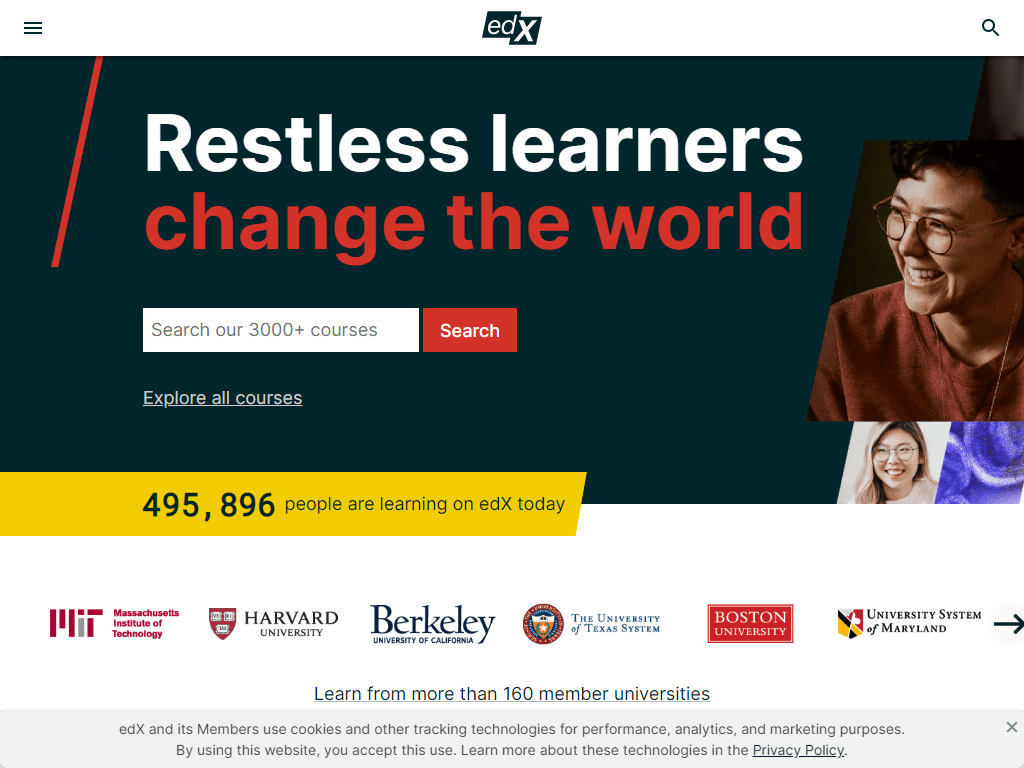 edX
Restless learners
change the world
Search our 3000+ courses
Search
Explore all courses
495,896 people are learning on edX today
Massachusetts
Institute of
Technology
HARVARD
UNIVERSITY
Berkeley
UNIVERSITY OF CALIFORNIA
THE UNIVERSITY
of TEXAS SYSTEM
BOSTON
UNIVERSITY
UNIVERSITY SYSTEM
of MARYLAND
Learn from more than 160 member universities
edX and its Members use cookies and other tracking technologies for performance, analytics, and marketing purposes.
By using this website, you accept this use. Learn more about these technologies in the Privacy Policy.